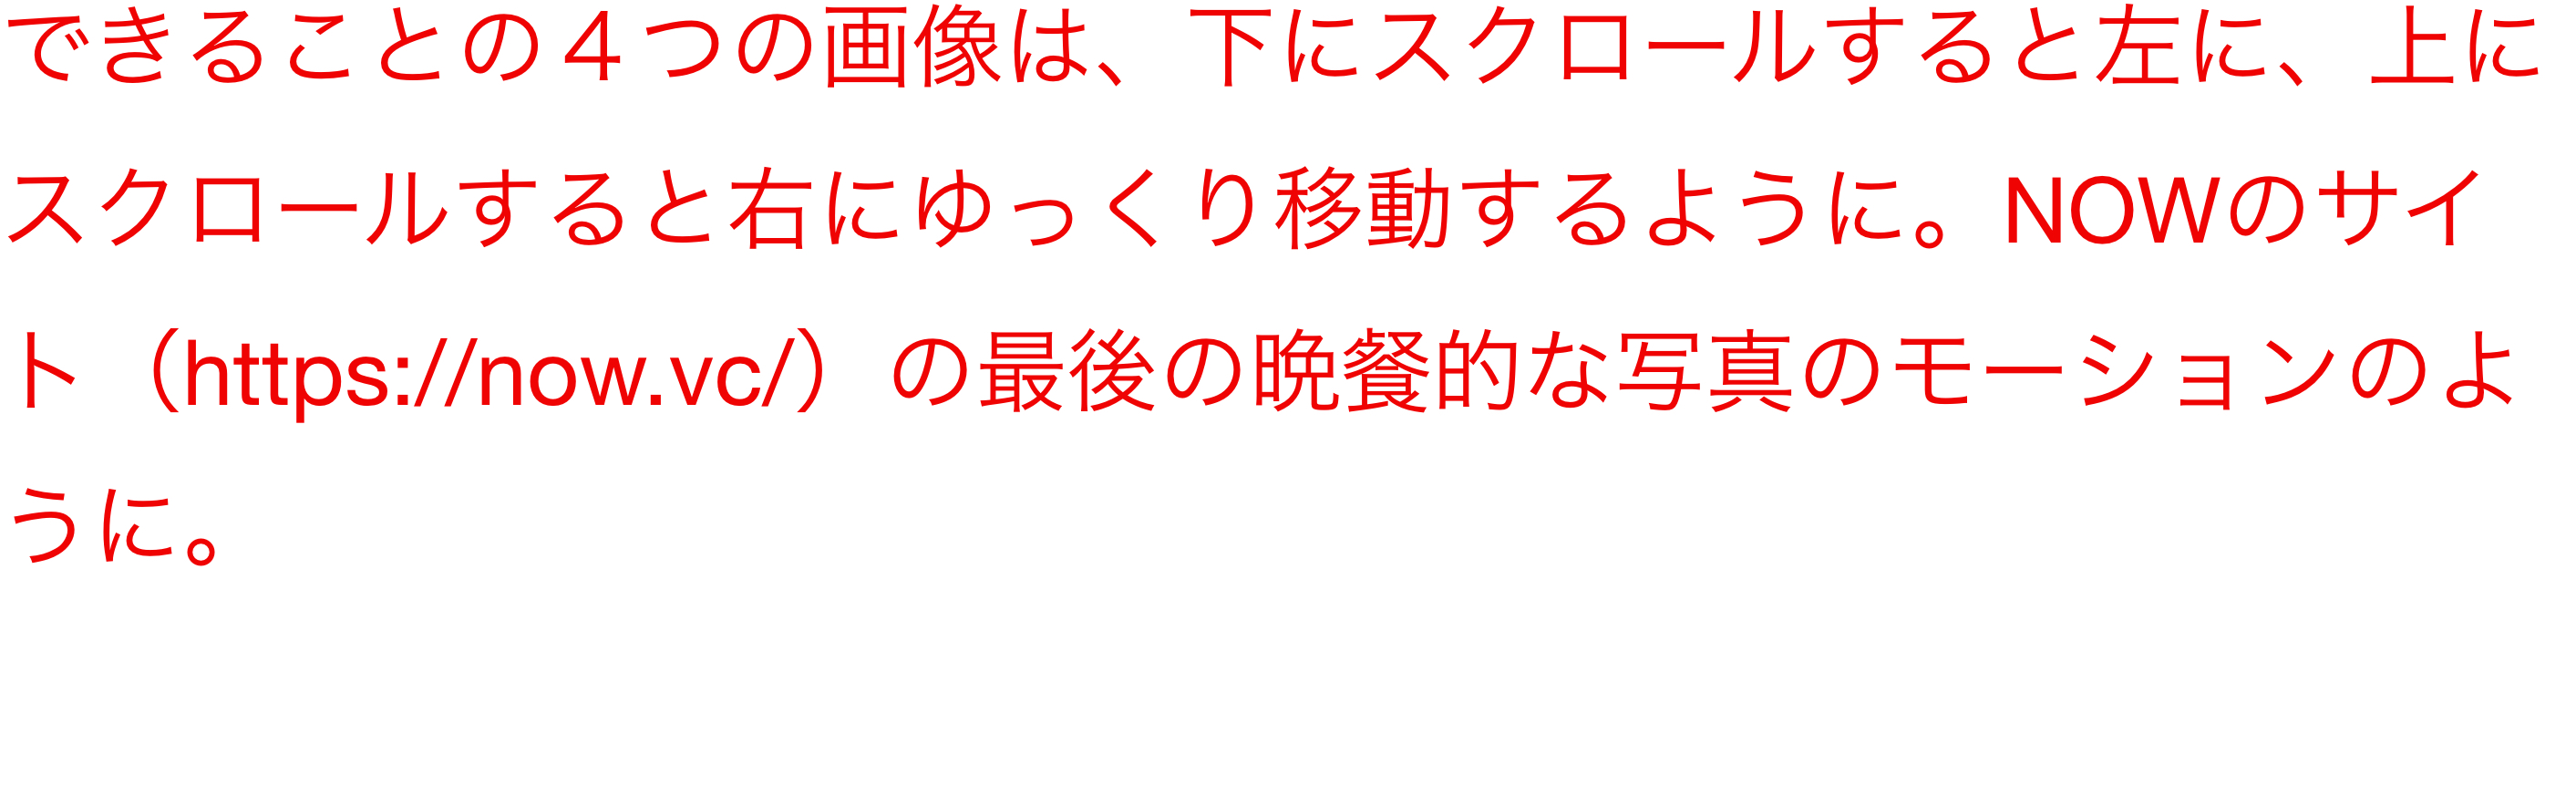 できることの４つの画像は、下にスクロールすると左に、上に
スクロールすると右にゆっくり移動するように。NOWのサイ
ト（https://now.vc/）の最後の晩餐的な写真のモーションのよ
うに。